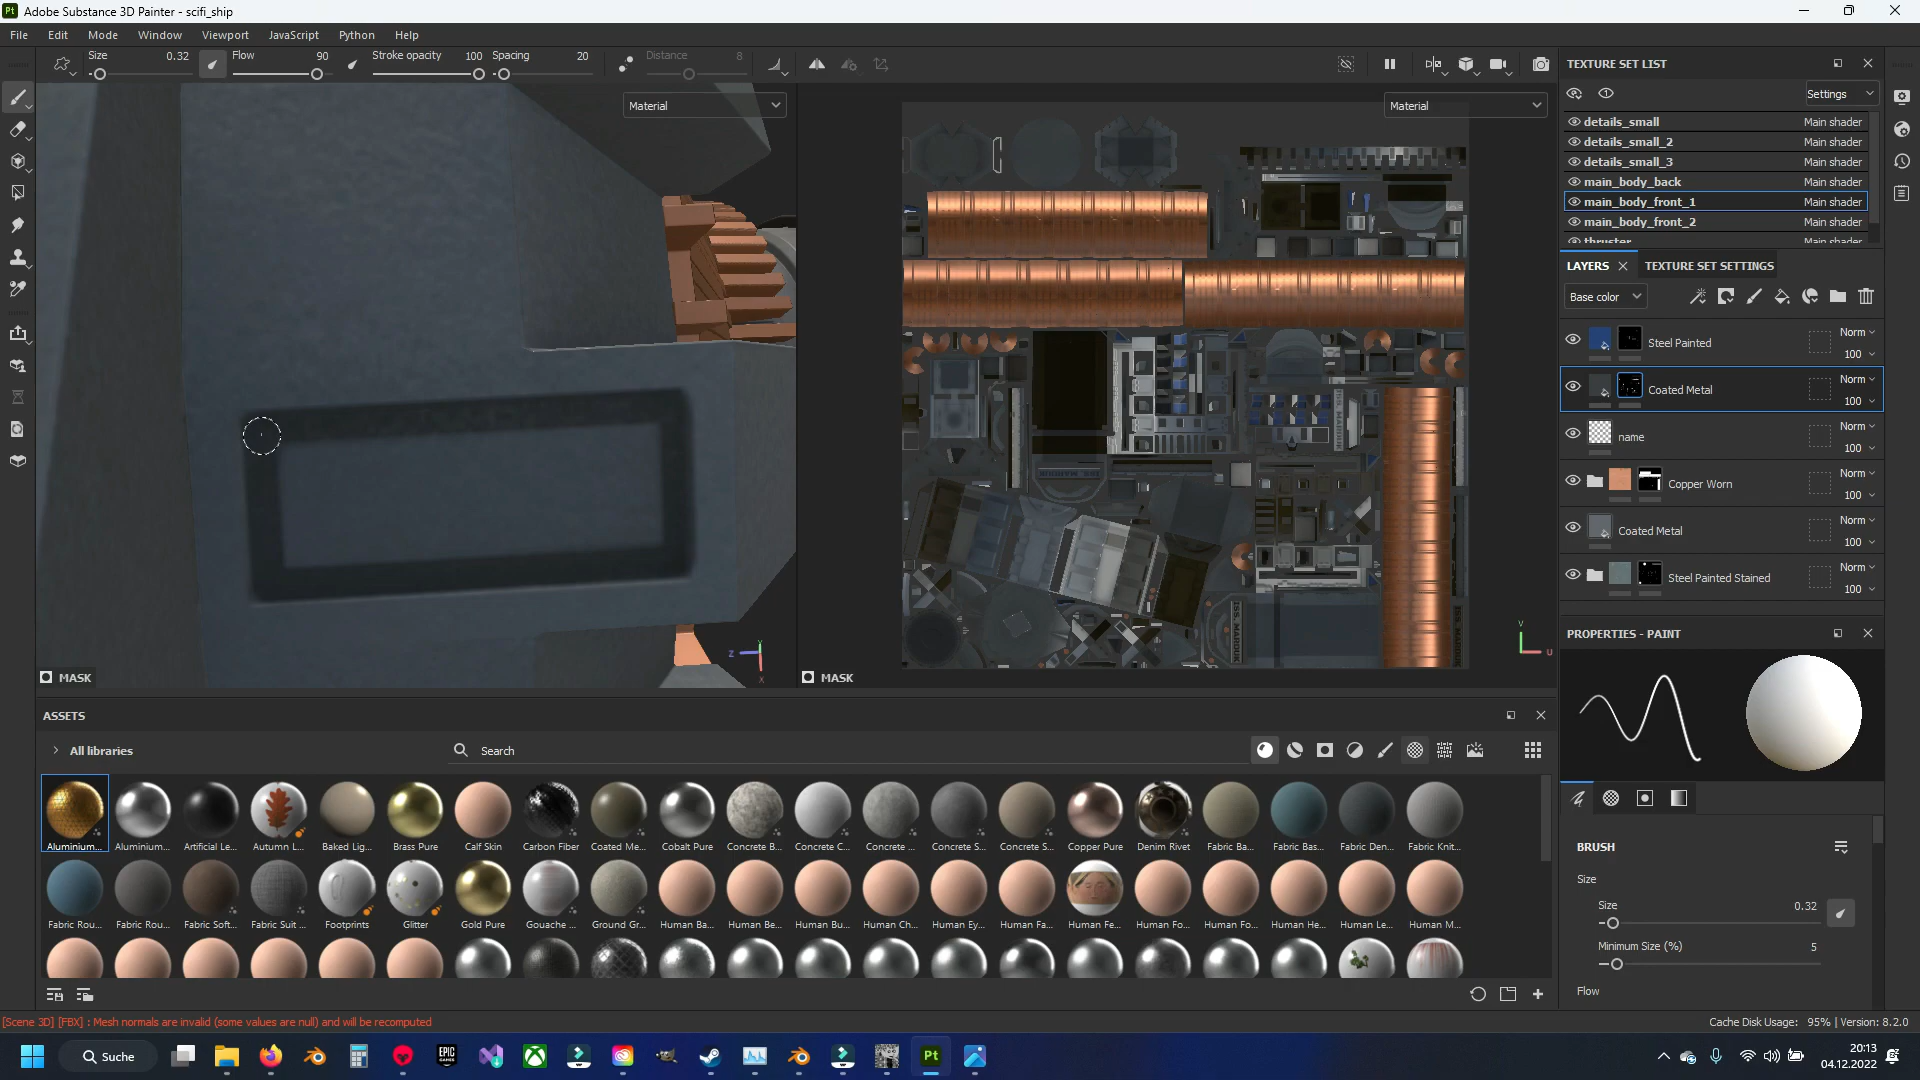 Adobe Substance 3D Painter - scifi_ship
File Edit Mode Window Viewport JavaScript Python Help
Size 0.32 Flow 90 Stroke opacity 100 Spacing 20 Distance 8
Material
Material
MASK
MASK
TEXTURE SET LIST
Settings
details_small Main shader
details_small_2 Main shader
details_small_3 Main shader
main_body_back Main shader
main_body_front_1 Main shader
main_body_front_2 Main shader
thruster Main shader
LAYERS TEXTURE SET SETTINGS
Base color
Steel Painted Norm 100
Coated Metal Norm 100
name Norm 100
Copper Worn Norm 100
Coated Metal Norm 100
Steel Painted Stained Norm 100
PROPERTIES - PAINT
BRUSH
Size
Size 0.32
Minimum Size (%) 5
Flow
ASSETS
All libraries Search
Aluminium... Aluminium... Artificial Le... Autumn L... Baked Lig... Brass Pure Calf Skin Carbon Fiber Coated Me... Cobalt Pure Concrete B... Concrete C... Concrete ... Concrete S... Concrete S... Copper Pure Denim Rivet Fabric Ba... Fabric Bas... Fabric Den... Fabric Knit...
Fabric Rou... Fabric Rou... Fabric Soft... Fabric Suit ... Footprints Glitter Gold Pure Gouache ... Ground Gr... Human Ba... Human Be... Human Bu... Human Ch... Human Ey... Human Fa... Human Fe... Human Fo... Human Fo... Human He... Human Le... Human M...
[Scene 3D] [FBX] : Mesh normals are invalid (some values are null) and will be recomputed
Cache Disk Usage: 95% | Version: 8.2.0
Suche
20:13
04.12.2022